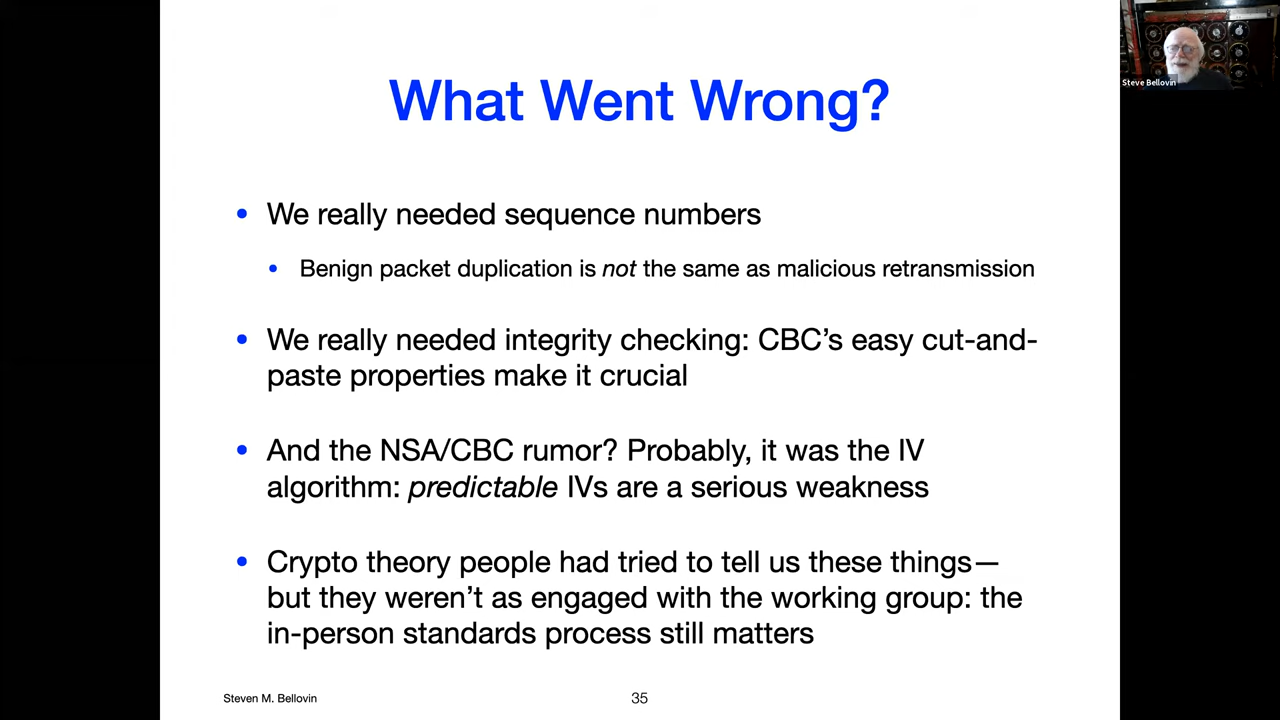 What Went Wrong?
Steve Bellovin
• We really needed sequence numbers
• Benign packet duplication is not the same as malicious retransmission
• We really needed integrity checking: CBC’s easy cut-and-
paste properties make it crucial
• And the NSA/CBC rumor? Probably, it was the IV
algorithm: predictable IVs are a serious weakness
• Crypto theory people had tried to tell us these things—
but they weren’t as engaged with the working group: the
in-person standards process still matters
Steven M. Bellovin
35